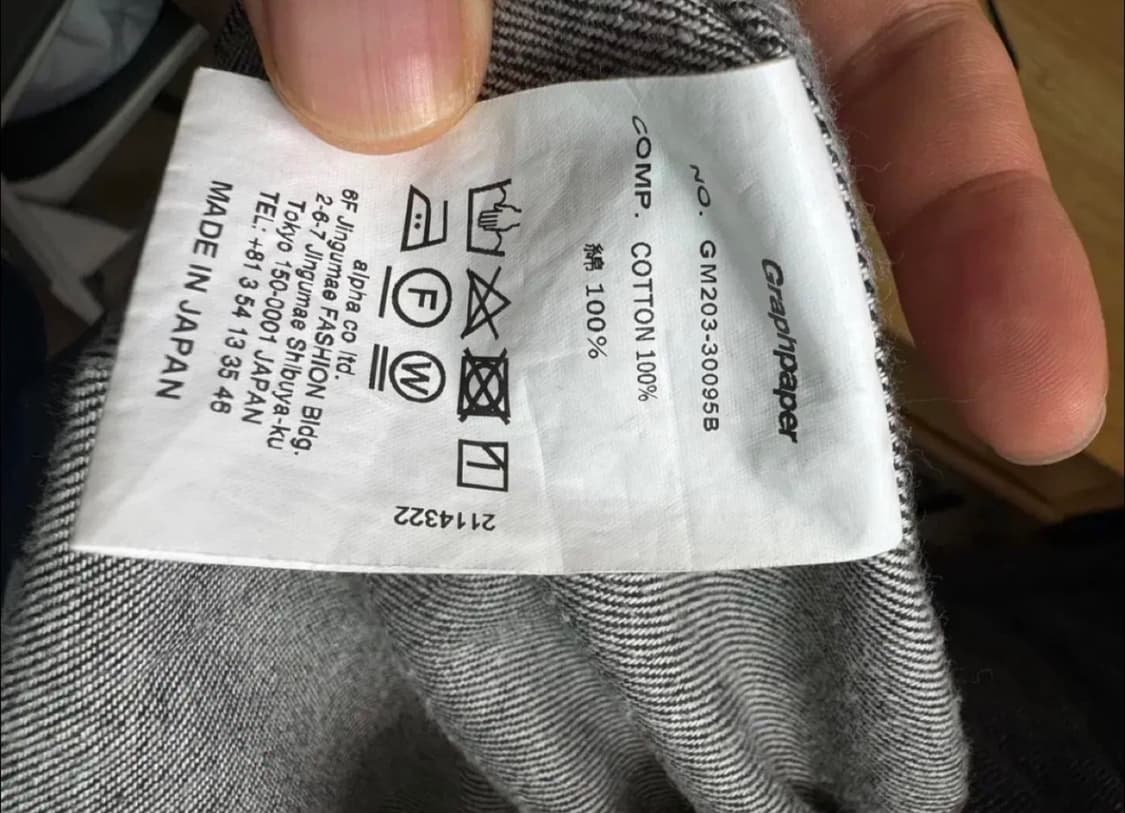 Graphpaper
NO. GM203-30095B
COMP. COTTON 100%
綿 100%
F W
alpha co ltd.
6F Jingumae FASHION Bldg.
2-6-7 Jingumae Shibuya-ku
Tokyo 150-0001 JAPAN
TEL: +81 3 54 13 35 46
MADE IN JAPAN
2114322